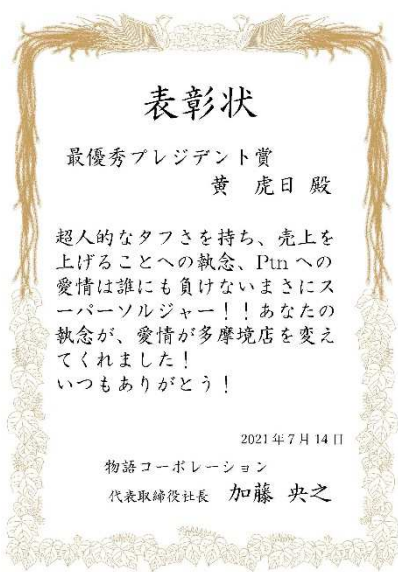 表彰状
最優秀プレジデント賞
黄 虎日 殿
超人的なタフさを持ち、売上を
上げることへの執念、Ptn への
愛情は誰にも負けないまさにス
ーパーソルジャー!!あなたの
執念が、愛情が多摩境店を変え
てくれました!
いつもありがとう!
2021年7月14日
物語コーポレーション
代表取締役社長 加藤 央之